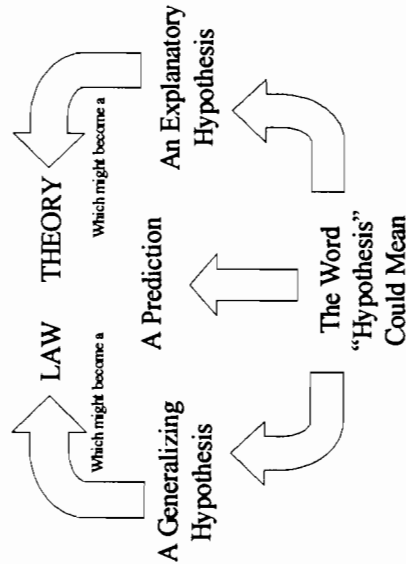 LAW THEORY
Which might become a
Which might become a
A Generalizing
Hypothesis
A Prediction
An Explanatory
Hypothesis
The Word
“Hypothesis”
Could Mean